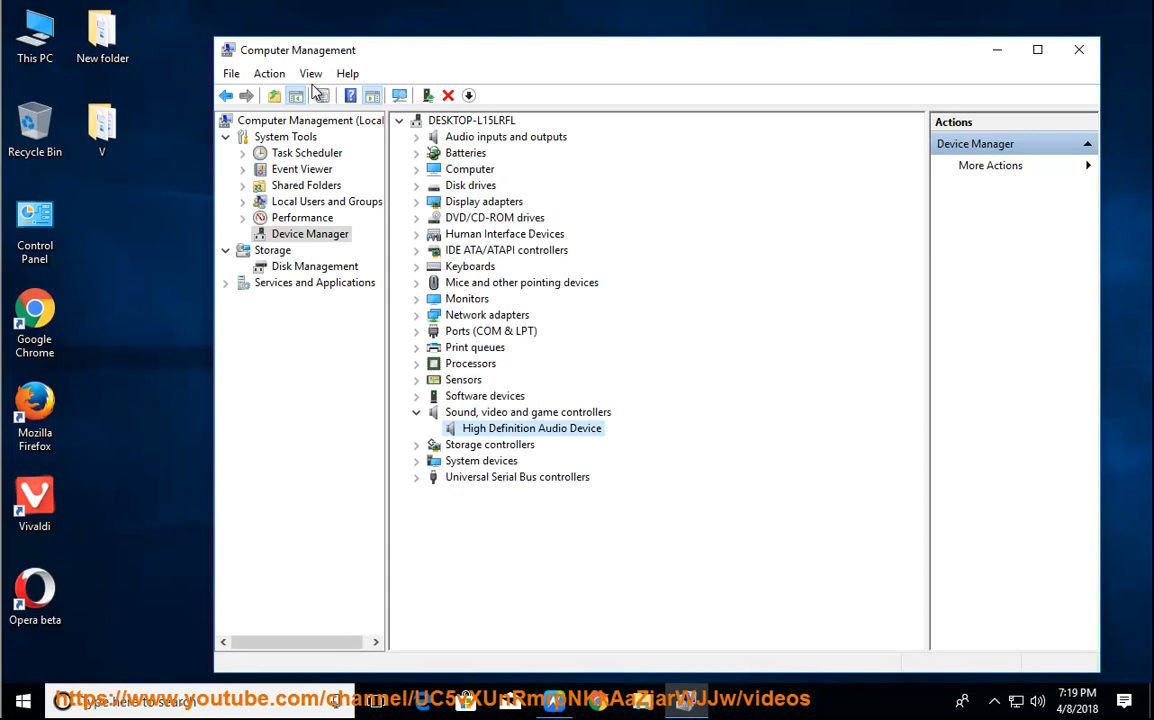 This PC
New folder
Recycle Bin
V
Control
Panel
Google
Chrome
Mozilla
Firefox
Vivaldi
Opera beta
Computer Management
File Action View Help
Computer Management (Local
System Tools
Task Scheduler
Event Viewer
Shared Folders
Local Users and Groups
Performance
Device Manager
Storage
Disk Management
Services and Applications
DESKTOP-L15LRFL
Audio inputs and outputs
Batteries
Computer
Disk drives
Display adapters
DVD/CD-ROM drives
Human Interface Devices
IDE ATA/ATAPI controllers
Keyboards
Mice and other pointing devices
Monitors
Network adapters
Ports (COM & LPT)
Print queues
Processors
Sensors
Software devices
Sound, video and game controllers
High Definition Audio Device
Storage controllers
System devices
Universal Serial Bus controllers
Actions
Device Manager
More Actions
Type here to search
7:19 PM
4/8/2018